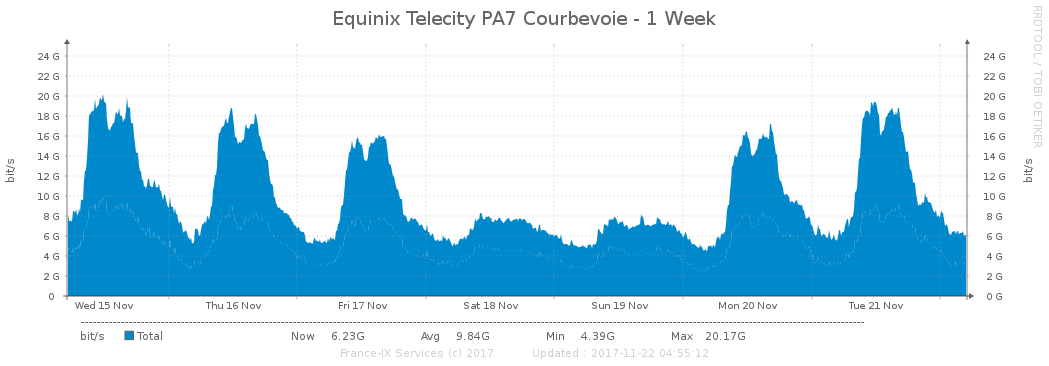 Equinix Telecity PA7 Courbevoie - 1 Week
RRDTOOL / TOBI OETIKER
bit/s
24 G
22 G
20 G
18 G
16 G
14 G
12 G
10 G
8 G
6 G
4 G
2 G
0
24 G
22 G
20 G
18 G
16 G
14 G
12 G
10 G
8 G
6 G
4 G
2 G
0 G
bit/s
Wed 15 Nov Thu 16 Nov Fri 17 Nov Sat 18 Nov Sun 19 Nov Mon 20 Nov Tue 21 Nov
bit/s Total Now 6.23G Avg 9.84G Min 4.39G Max 20.17G
France-IX Services (c) 2017 Updated : 2017-11-22 04:55:12